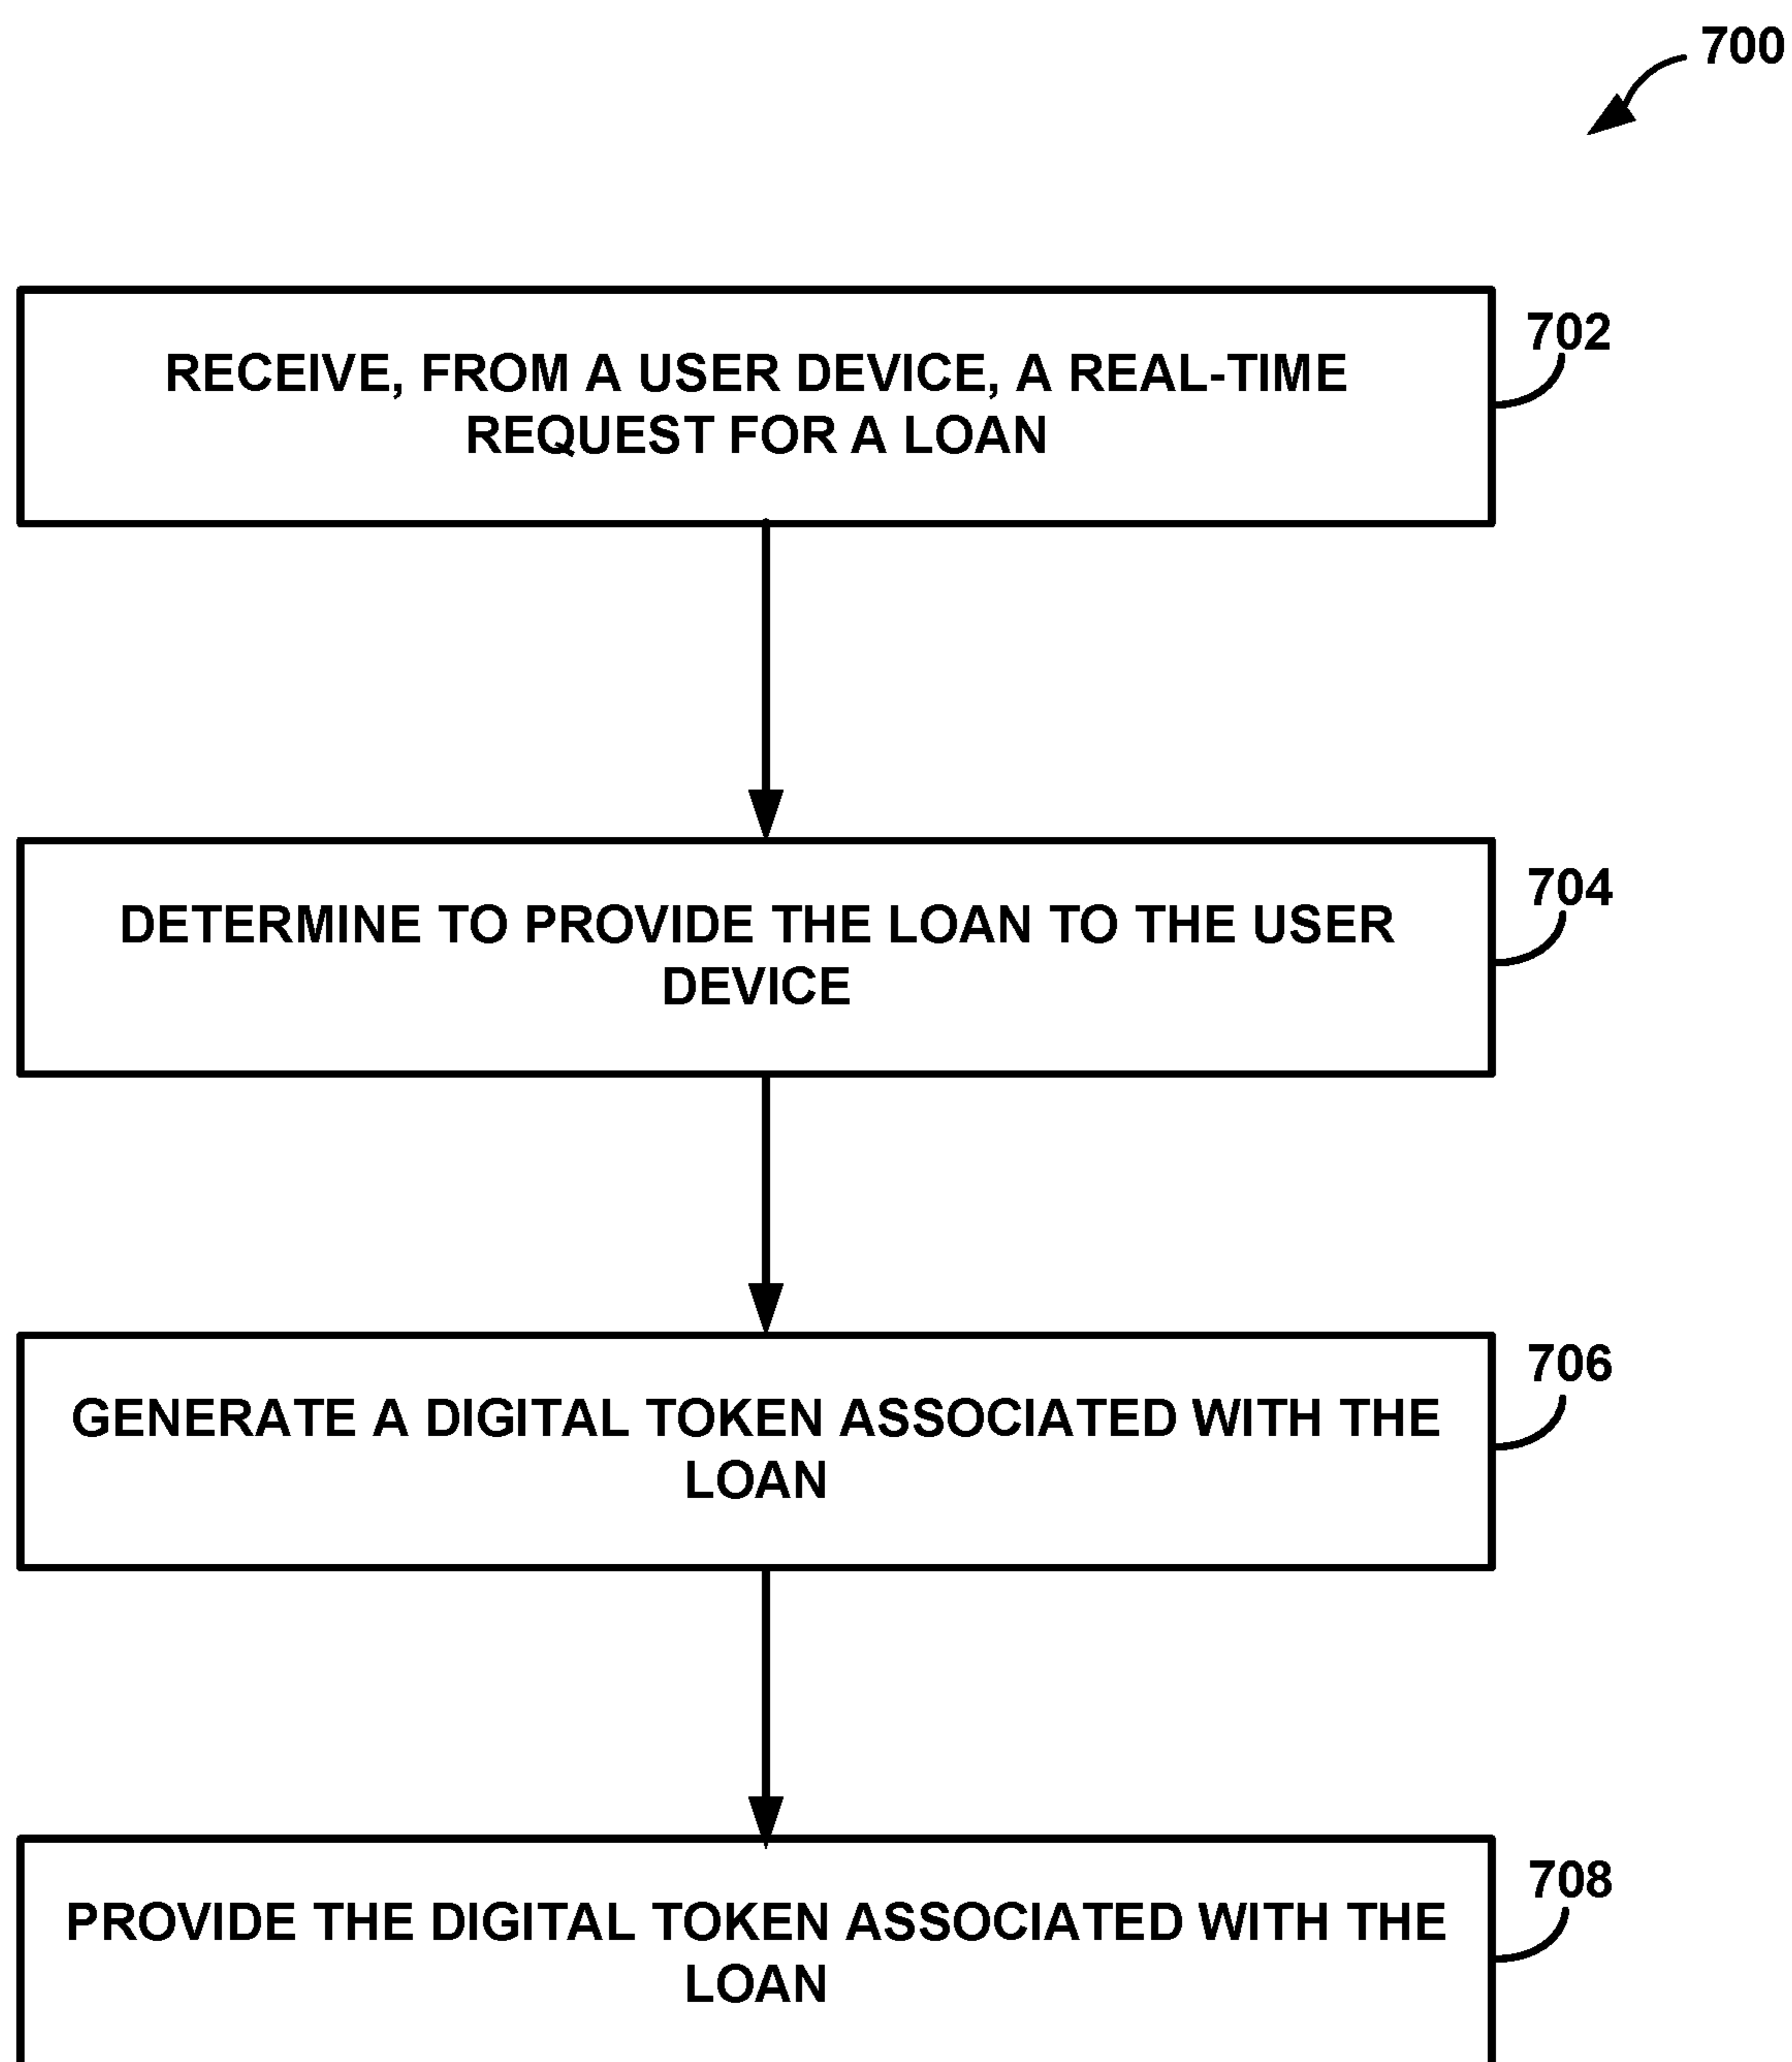 700
702
RECEIVE, FROM A USER DEVICE, A REAL-TIME
REQUEST FOR A LOAN
704
DETERMINE TO PROVIDE THE LOAN TO THE USER
DEVICE
706
GENERATE A DIGITAL TOKEN ASSOCIATED WITH THE
LOAN
708
PROVIDE THE DIGITAL TOKEN ASSOCIATED WITH THE
LOAN